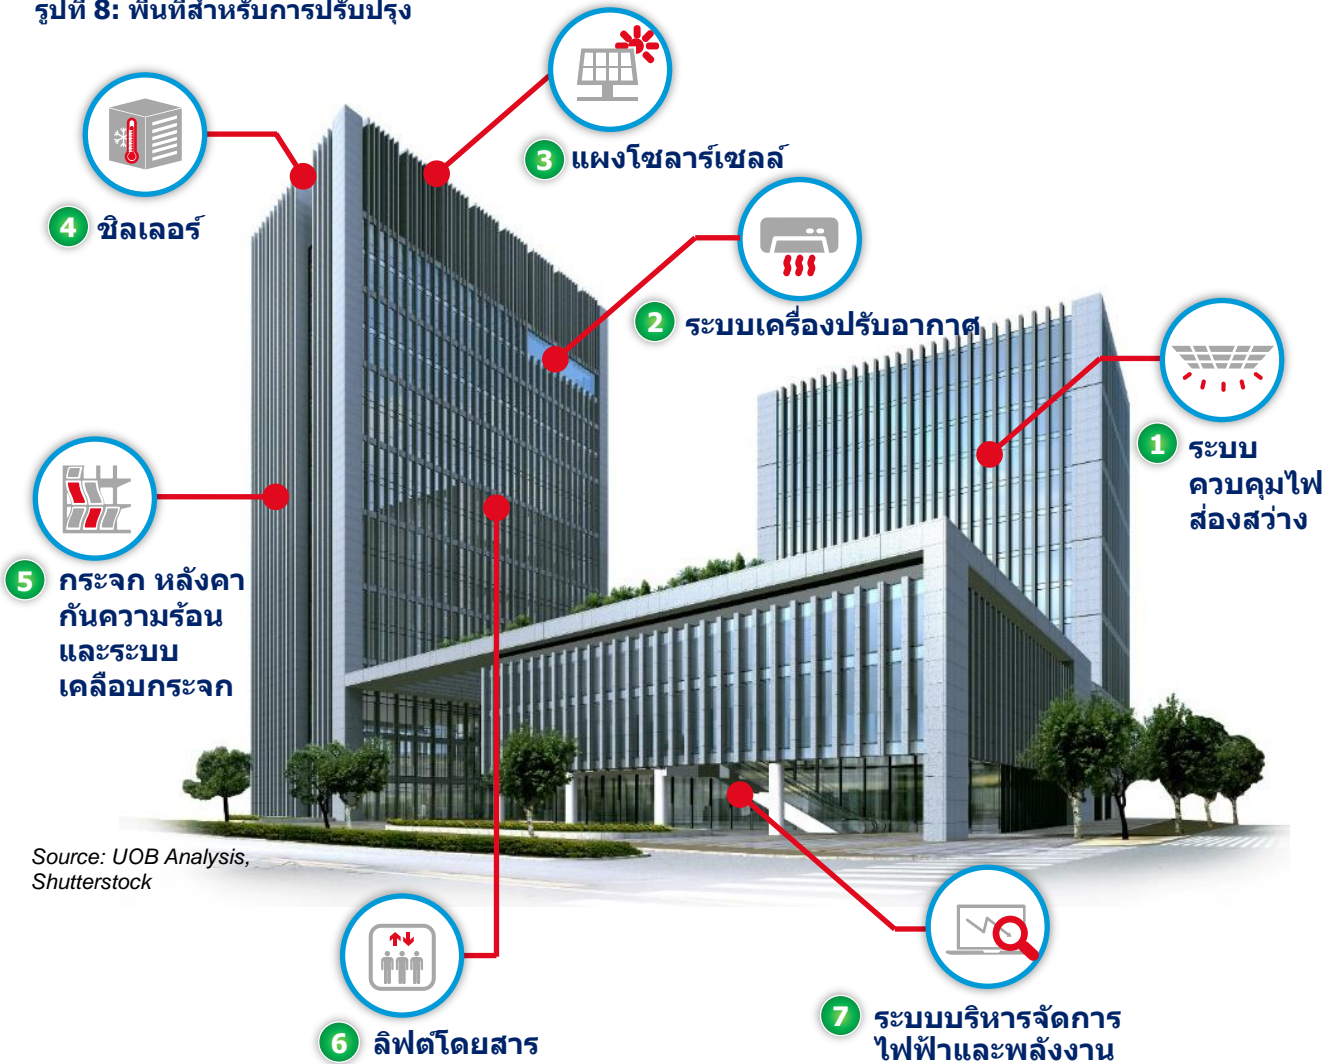 รูปที่ 8: พื้นที่สำหรับการปรับปรุง
3 แผงโซลาร์เซลล์
4 ชิลเลอร์
2 ระบบเครื่องปรับอากาศ
1 ระบบ
ควบคุมไฟ
ส่องสว่าง
5 กระจก หลังคา
กันความร้อน
และระบบ
เคลือบกระจก
Source: UOB Analysis,
Shutterstock
6 ลิฟต์โดยสาร
7 ระบบบริหารจัดการ
ไฟฟ้าและพลังงาน